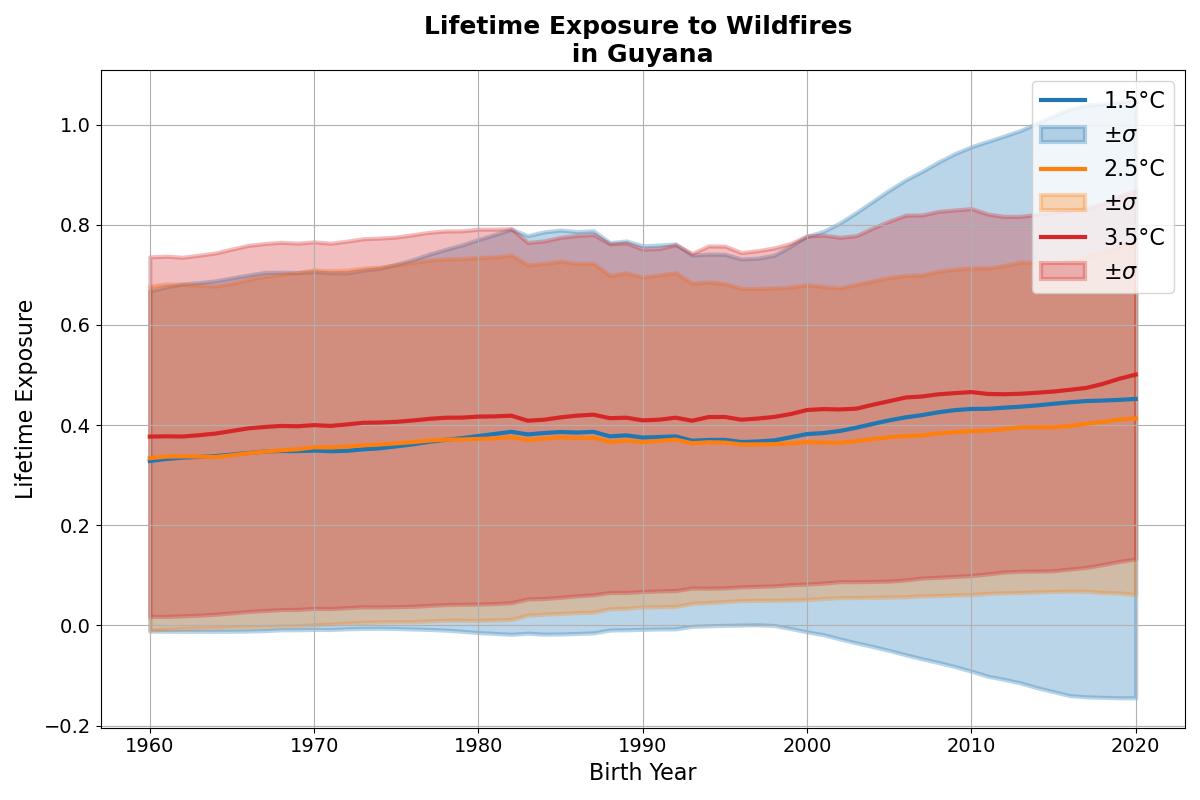 Lifetime Exposure to Wildfires
in Guyana
Lifetime Exposure
1.0
0.8
0.6
0.4
0.2
0.0
−0.2
1960
1970
1980
1990
2000
2010
2020
Birth Year
1.5°C
±σ
2.5°C
±σ
3.5°C
±σ